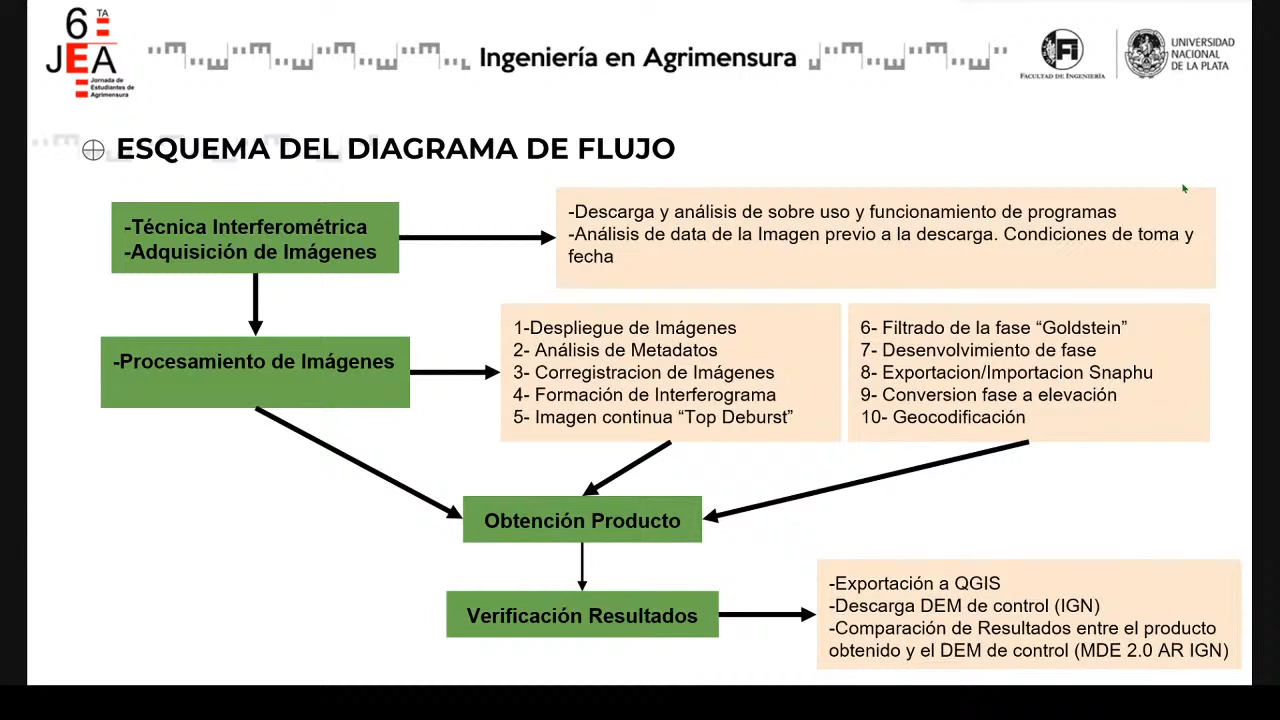 6 TA
JEA
Jornada de
Estudiantes de
Agrimensura
Ingeniería en Agrimensura
Fi
FACULTAD DE INGENIERÍA
UNIVERSIDAD
NACIONAL
DE LA PLATA
ESQUEMA DEL DIAGRAMA DE FLUJO
-Técnica Interferométrica
-Adquisición de Imágenes
-Descarga y análisis de sobre uso y funcionamiento de programas
-Análisis de data de la Imagen previo a la descarga. Condiciones de toma y
fecha
-Procesamiento de Imágenes
1-Despliegue de Imágenes
2- Análisis de Metadatos
3- Corregistracion de Imágenes
4- Formación de Interferograma
5- Imagen continua “Top Deburst”
6- Filtrado de la fase “Goldstein”
7- Desenvolvimiento de fase
8- Exportacion/Importacion Snaphu
9- Conversion fase a elevación
10- Geocodificación
Obtención Producto
Verificación Resultados
-Exportación a QGIS
-Descarga DEM de control (IGN)
-Comparación de Resultados entre el producto
obtenido y el DEM de control (MDE 2.0 AR IGN)